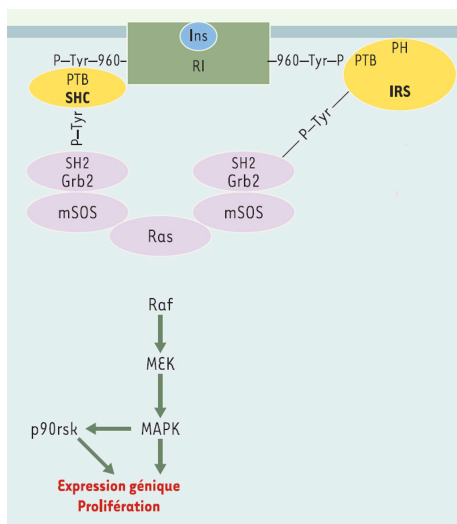 Ins
RI
P–Tyr–960–
–960–Tyr–P
PTB
SHC
PTB
PH
IRS
P–Tyr
P–Tyr
SH2
Grb2
mSOS
SH2
Grb2
mSOS
Ras
Raf
MEK
MAPK
p90rsk
Expression génique
Prolifération